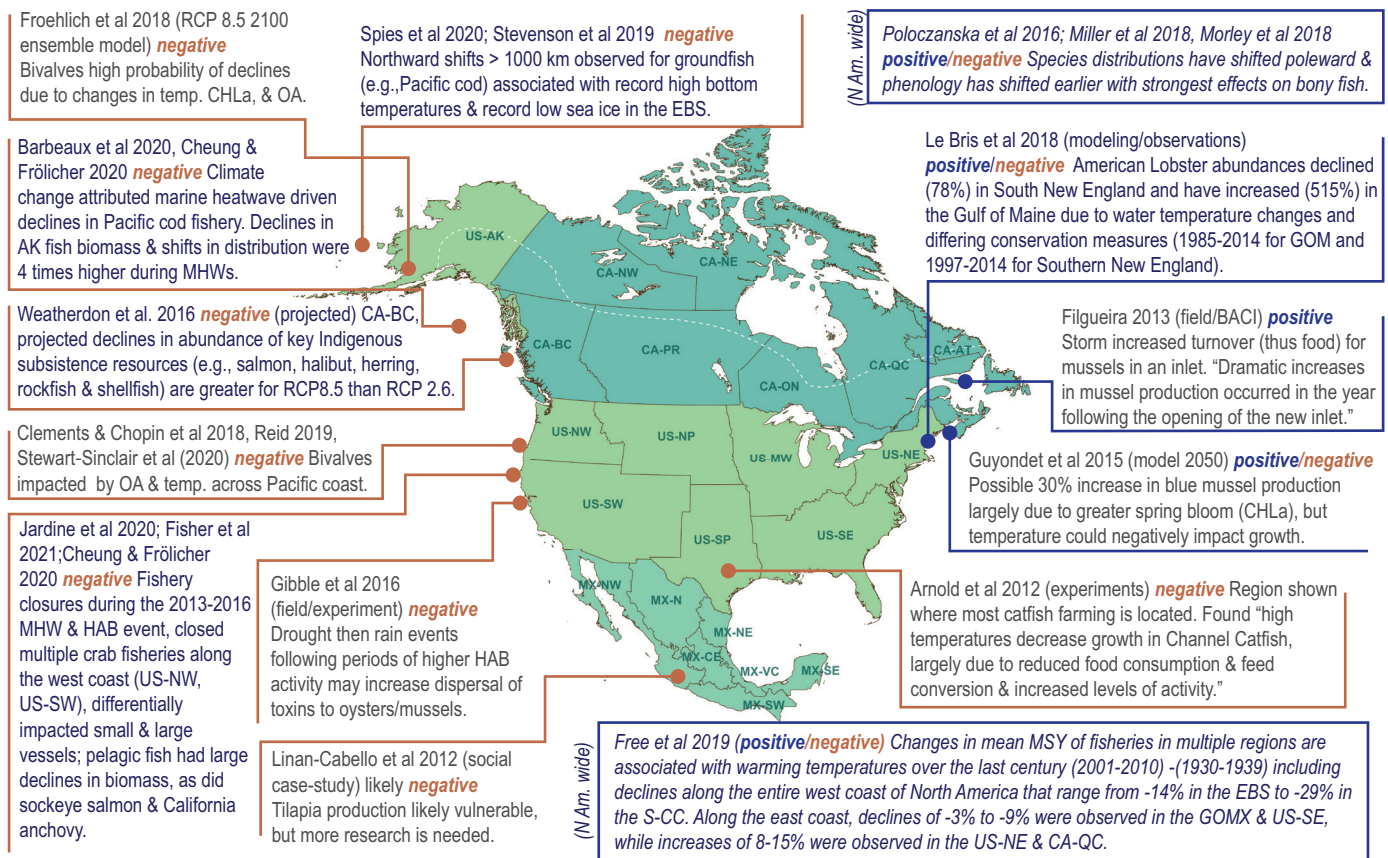 Froehlich et al 2018 (RCP 8.5 2100
ensemble model) negative
Bivalves high probability of declines
due to changes in temp. CHLa, & OA.
Spies et al 2020; Stevenson et al 2019 negative
Northward shifts > 1000 km observed for groundfish
(e.g.,Pacific cod) associated with record high bottom
temperatures & record low sea ice in the EBS.
(N Am. wide)
Poloczanska et al 2016; Miller et al 2018, Morley et al 2018
positive/negative Species distributions have shifted poleward &
phenology has shifted earlier with strongest effects on bony fish.
Barbeaux et al 2020, Cheung &
Frölicher 2020 negative Climate
change attributed marine heatwave driven
declines in Pacific cod fishery. Declines in
AK fish biomass & shifts in distribution were
4 times higher during MHWs.
Le Bris et al 2018 (modeling/observations)
positive/negative American Lobster abundances declined
(78%) in South New England and have increased (515%) in
the Gulf of Maine due to water temperature changes and
differing conservation measures (1985-2014 for GOM and
1997-2014 for Southern New England).
Weatherdon et al. 2016 negative (projected) CA-BC,
projected declines in abundance of key Indigenous
subsistence resources (e.g., salmon, halibut, herring,
rockfish & shellfish) are greater for RCP8.5 than RCP 2.6.
Filgueira 2013 (field/BACI) positive
Storm increased turnover (thus food) for
mussels in an inlet. “Dramatic increases
in mussel production occurred in the year
following the opening of the new inlet.”
Clements & Chopin et al 2018, Reid 2019,
Stewart-Sinclair et al (2020) negative Bivalves
impacted by OA & temp. across Pacific coast.
Guyondet et al 2015 (model 2050) positive/negative
Possible 30% increase in blue mussel production
largely due to greater spring bloom (CHLa), but
temperature could negatively impact growth.
Jardine et al 2020; Fisher et al
2021;Cheung & Frölicher
2020 negative Fishery
closures during the 2013-2016
MHW & HAB event, closed
multiple crab fisheries along
the west coast (US-NW,
US-SW), differentially
impacted small & large
vessels; pelagic fish had large
declines in biomass, as did
sockeye salmon & California
anchovy.
Gibble et al 2016
(field/experiment) negative
Drought then rain events
following periods of higher HAB
activity may increase dispersal of
toxins to oysters/mussels.
Arnold et al 2012 (experiments) negative Region shown
where most catfish farming is located. Found “high
temperatures decrease growth in Channel Catfish,
largely due to reduced food consumption & feed
conversion & increased levels of activity.”
Linan-Cabello et al 2012 (social
case-study) likely negative
Tilapia production likely vulnerable,
but more research is needed.
(N Am. wide)
Free et al 2019 (positive/negative) Changes in mean MSY of fisheries in multiple regions are
associated with warming temperatures over the last century (2001-2010) -(1930-1939) including
declines along the entire west coast of North America that range from -14% in the EBS to -29% in
the S-CC. Along the east coast, declines of -3% to -9% were observed in the GOMX & US-SE,
while increases of 8-15% were observed in the US-NE & CA-QC.
US-AK
CA-NW
CA-NE
CA-BC
CA-PR
CA-ON
CA-QC
CA-AT
US-NW
US-NP
US-MW
US-NE
US-SW
US-SP
US-SE
MX-NW
MX-N
MX-NE
MX-CE
MX-VC
MX-SE
MX-SW